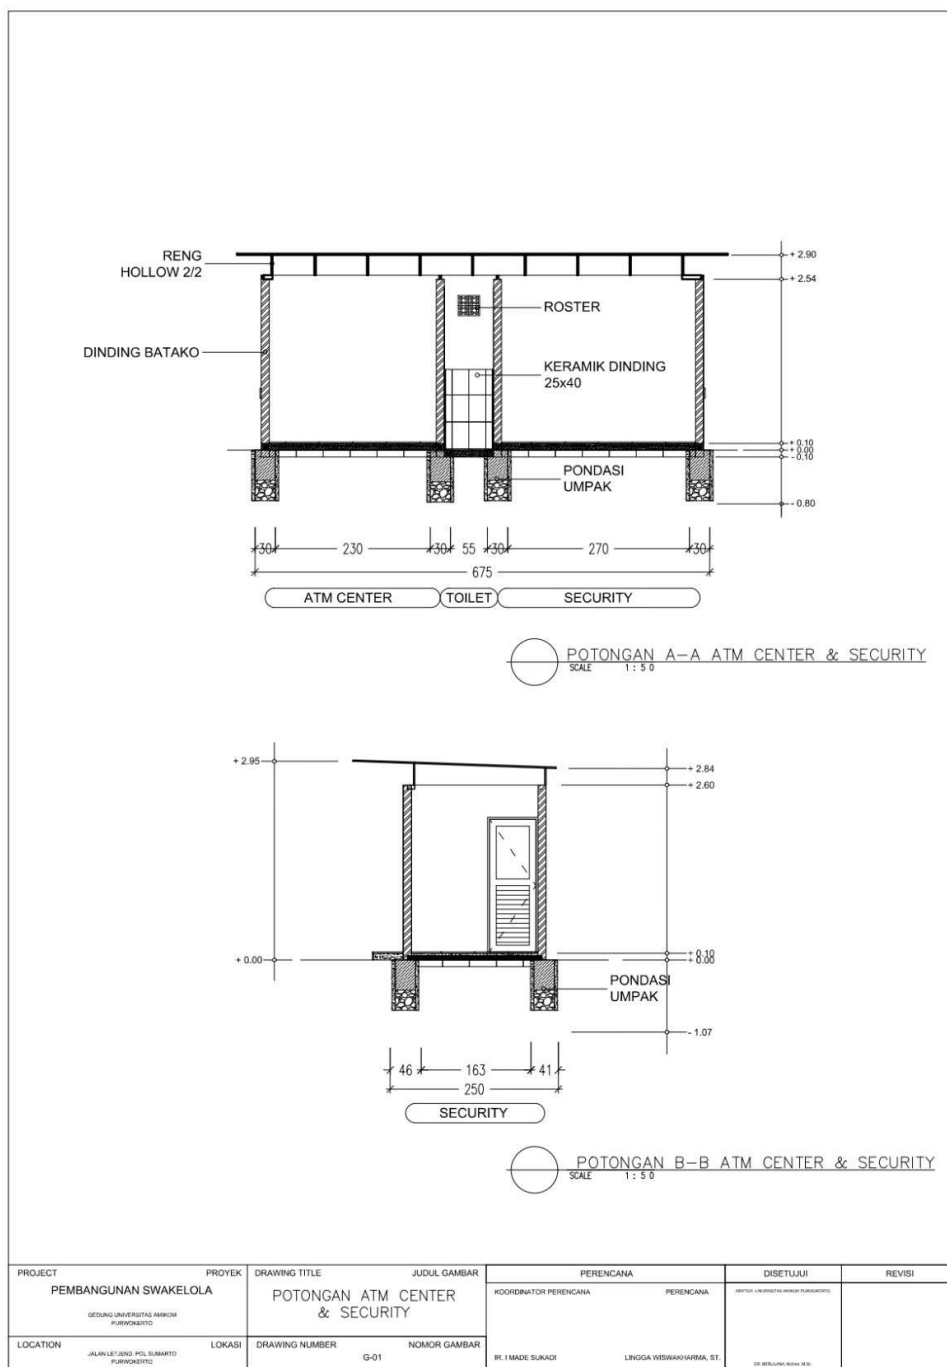 RENG
HOLLOW 2/2
+ 2.90
+ 2.54
ROSTER
DINDING BATAKO
KERAMIK DINDING
25x40
+ 0.10
+ 0.00
- 0.10
PONDASI
UMPAK
- 0.80
30 230 30 55 30 270 30
675
ATM CENTER TOILET SECURITY
POTONGAN A-A ATM CENTER & SECURITY
SCALE 1 : 5 0
+ 2.95
+ 2.84
+ 2.60
+ 0.00
+ 0.10
+ 0.00
PONDASI
UMPAK
- 1.07
46 163 41
250
SECURITY
POTONGAN B-B ATM CENTER & SECURITY
SCALE 1 : 5 0
PROJECT PROYEK
PEMBANGUNAN SWAKELOLA
GEDUNG UNIVERSITAS AMIKOM
PURWOKERTO
LOCATION LOKASI
JALAN LETJEND. POL SUMARTO
PURWOKERTO
DRAWING TITLE JUDUL GAMBAR
POTONGAN ATM CENTER
& SECURITY
DRAWING NUMBER NOMOR GAMBAR
G-01
PERENCANA
KOORDINATOR PERENCANA PERENCANA
IR. I MADE SUKADI LINGGA WISWAKHARMA, ST.
DISETUJUI
UNIVERSITAS AMIKOM PURWOKERTO
REVISI